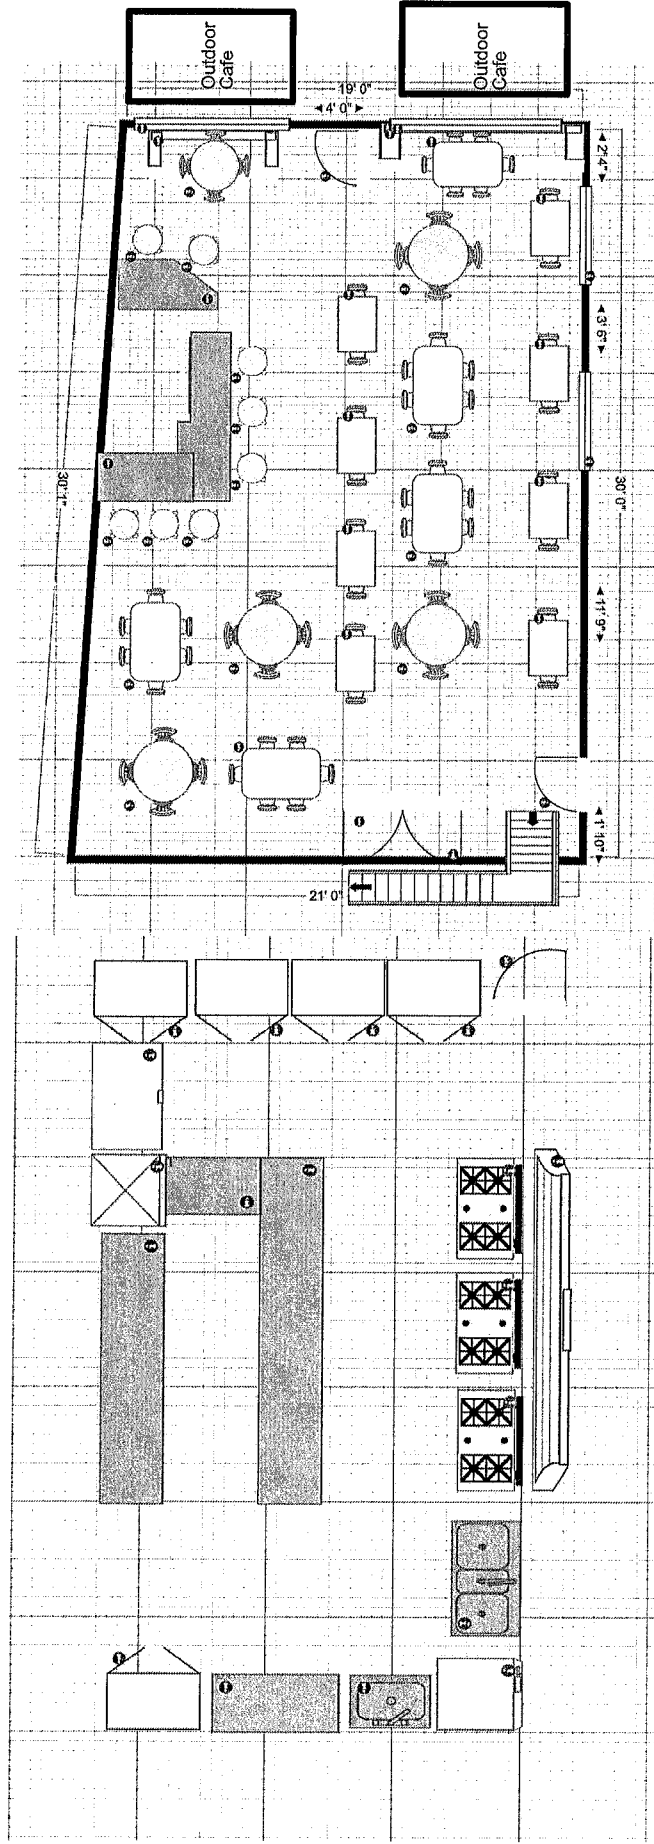 Outdoor
Cafe
Outdoor
Cafe
19' 0"
4' 0"
2' 4"
3' 6"
30' 1"
30' 0"
11' 9"
1' 10"
21' 0"